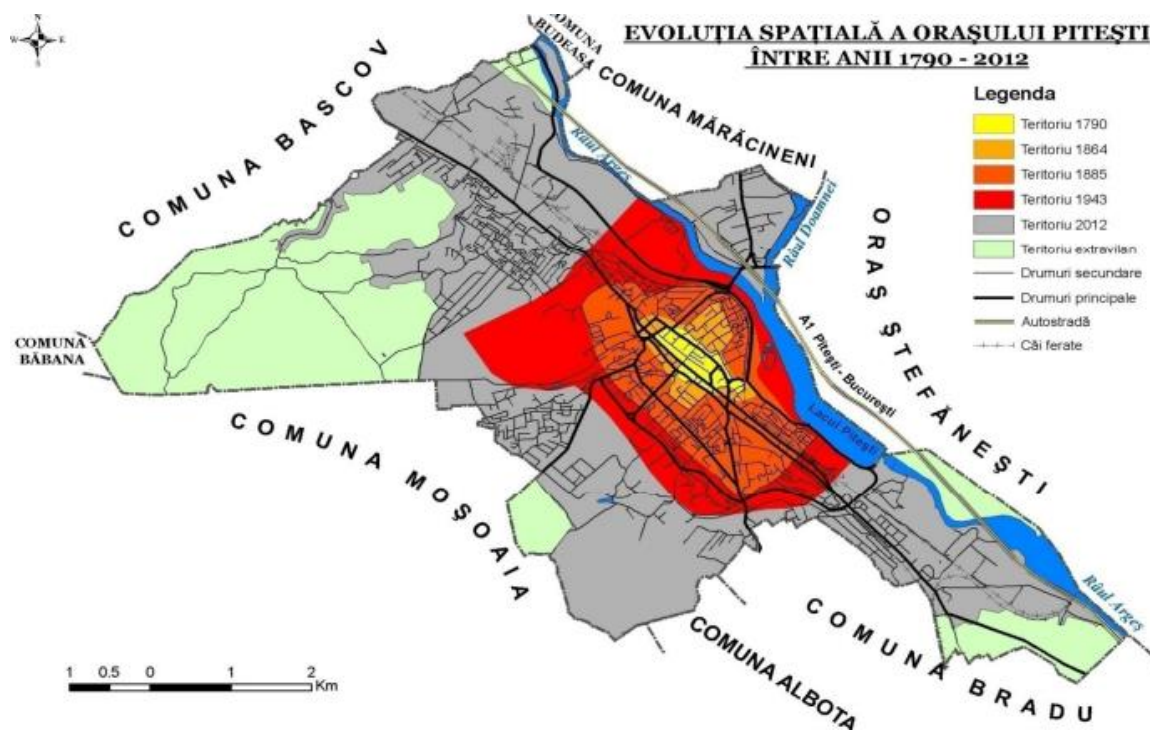 EVOLUȚIA SPAȚIALĂ A ORAȘULUI PITEȘTI
ÎNTRE ANII 1790 - 2012
N
W E
S
COMUNA
BUDEASA
COMUNA MĂRĂCINENI
COMUNA BASCOV
Râul Argeș
Râul Doamnei
ORAȘ ȘTEFĂNEȘTI
Legenda
Teritoriu 1790
Teritoriu 1864
Teritoriu 1885
Teritoriu 1943
Teritoriu 2012
Teritoriu extravilan
Drumuri secundare
Drumuri principale
Autostradă
Căi ferate
COMUNA
BĂBANA
A1 Pitești - București
Lacul Pitești
COMUNA MOȘOAIA
Râul Argeș
COMUNA ALBOTA
COMUNĂ BRADU
1 0.5 0 1 2
Km